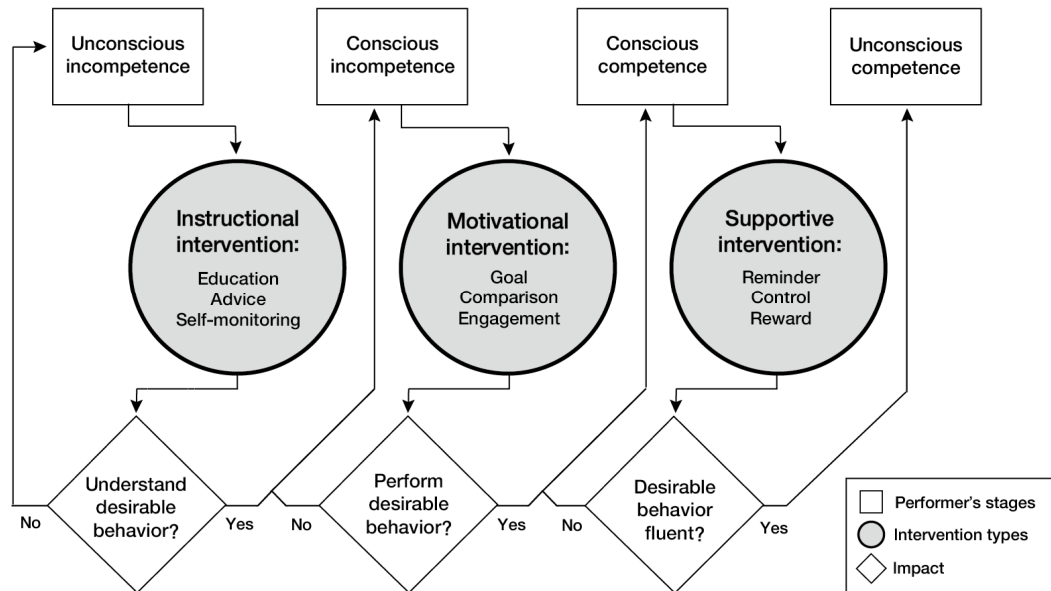 Unconscious
incompetence
Conscious
incompetence
Conscious
competence
Unconscious
competence
Instructional
intervention:
Education
Advice
Self-monitoring
Motivational
intervention:
Goal
Comparison
Engagement
Supportive
intervention:
Reminder
Control
Reward
Understand
desirable
behavior?
No
Yes
Perform
desirable
behavior?
No
Yes
Desirable
behavior
fluent?
No
Yes
Performer's stages
Intervention types
Impact